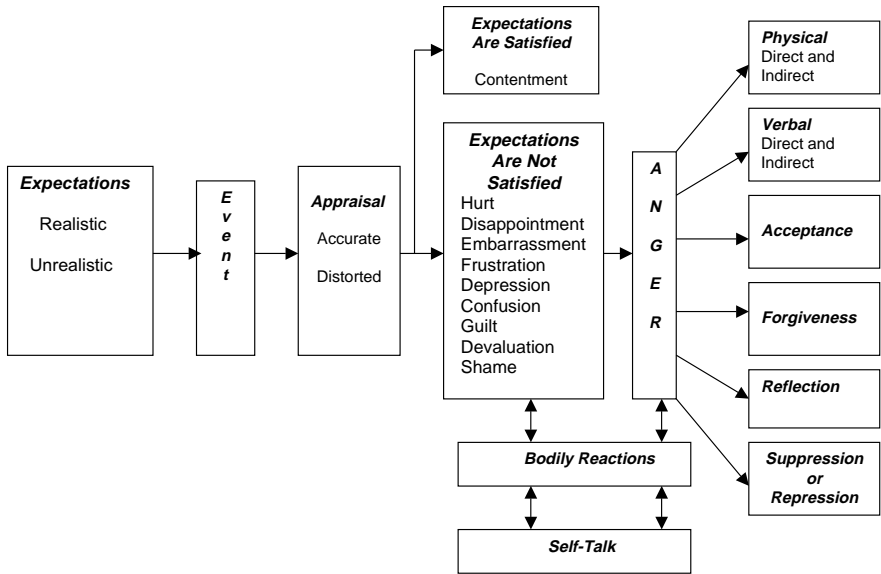 Expectations
Realistic
Unrealistic
E
v
e
n
t
Appraisal
Accurate
Distorted
Expectations
Are Satisfied
Contentment
Expectations
Are Not
Satisfied
Hurt
Disappointment
Embarrassment
Frustration
Depression
Confusion
Guilt
Devaluation
Shame
A
N
G
E
R
Physical
Direct and
Indirect
Verbal
Direct and
Indirect
Acceptance
Forgiveness
Reflection
Suppression
or
Repression
Bodily Reactions
Self-Talk